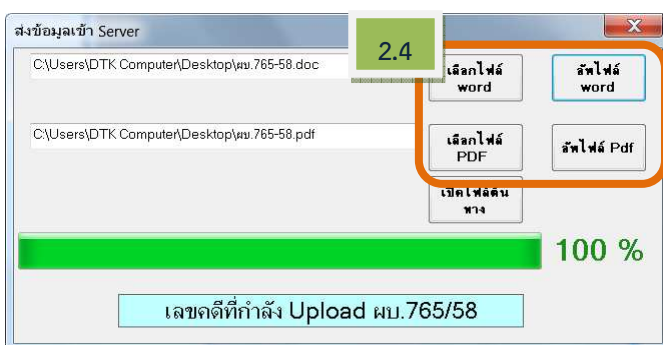 ส่งข้อมูลเข้า Server
2.4
C:\Users\DTK Computer\Desktop\ผบ.765-58.doc
เลือกไฟล์
word
อัพไฟล์
word
C:\Users\DTK Computer\Desktop\ผบ.765-58.pdf
เลือกไฟล์
PDF
อัพไฟล์ Pdf
เปิดไฟล์ต้น
ทาง
100 %
เลขคดีที่กำลัง Upload ผบ.765/58